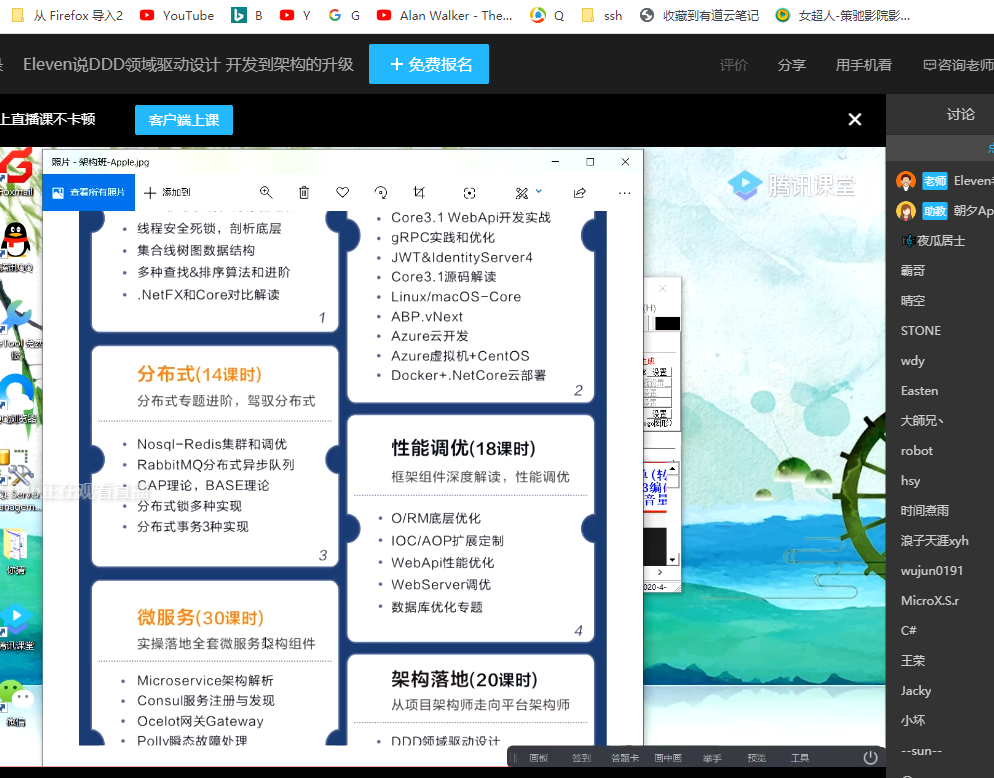 从 Firefox 导入2
YouTube
B
Y
G
Alan Walker - The...
Q
ssh
收藏到有道云笔记
女超人-策驰影院影...
Eleven说DDD领域驱动设计 开发到架构的升级
+ 免费报名
评价
分享
用手机看
咨询老师
上直播课不卡顿
客户端上课
讨论
照片 - 架构班-Apple.jpg
查看所有照片
添加到
腾讯课堂
线程安全死锁，剖析底层
集合线树图数据结构
多种查找&排序算法和进阶
.NetFX和Core对比解读
1
Core3.1 WebApi开发实战
gRPC实践和优化
JWT&IdentityServer4
Core3.1源码解读
Linux/macOS-Core
ABP.vNext
Azure云开发
Azure虚拟机+CentOS
Docker+.NetCore云部署
2
分布式(14课时)
分布式专题进阶，驾驭分布式
Nosql-Redis集群和调优
RabbitMQ分布式异步队列
CAP理论，BASE理论
分布式锁多种实现
分布式事务3种实现
3
性能调优(18课时)
框架组件深度解读，性能调优
O/RM底层优化
IOC/AOP扩展定制
WebApi性能优化
WebServer调优
数据库优化专题
4
微服务(30课时)
实操落地全套微服务架构组件
Microservice架构解析
Consul服务注册与发现
Ocelot网关Gateway
Polly瞬态故障处理
架构落地(20课时)
从项目架构师走向平台架构师
DDD领域驱动设计
正在观看直播
Foxmail
腾讯QQ
腾讯课堂
微信
(H)
设置
设置
2020-4-
画板
签到
答题卡
画中画
举手
预览
工具
老师
Eleven
助教
朝夕Ap
夜瓜居士
霸哥
晴空
STONE
wdy
Easten
大師兄丶
robot
hsy
时间煮雨
浪子天涯xyh
wujun0191
MicroX.S.r
C#
王荣
Jacky
小坏
--sun--